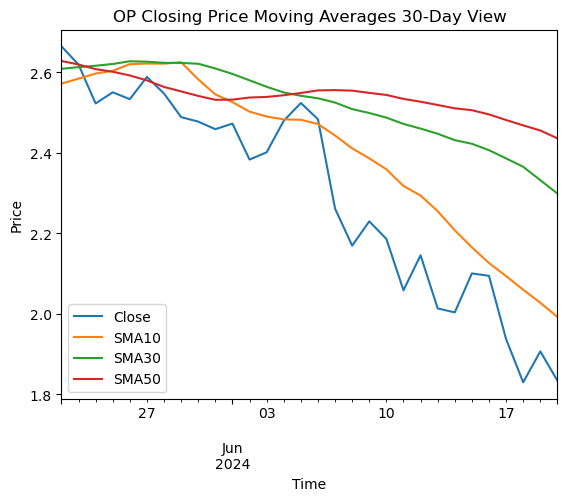 OP Closing Price Moving Averages 30-Day View
Price
2.6
2.4
2.2
2.0
1.8
Close
SMA10
SMA30
SMA50
27
03
10
17
Jun
2024
Time